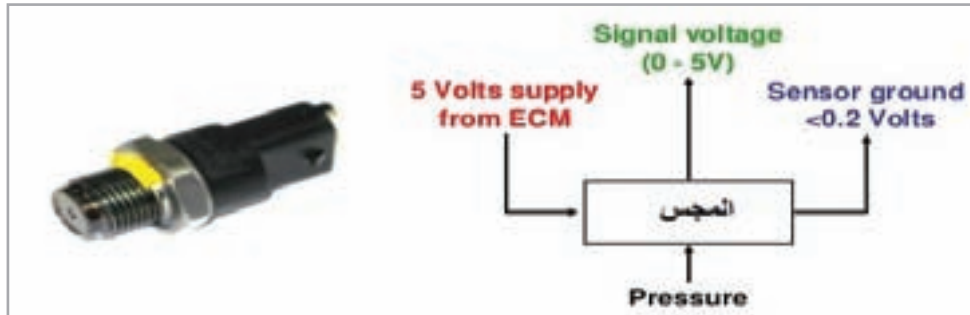 Signal voltage
(0 - 5V)
5 Volts supply
from ECM
Sensor ground
<0.2 Volts
المجس
Pressure